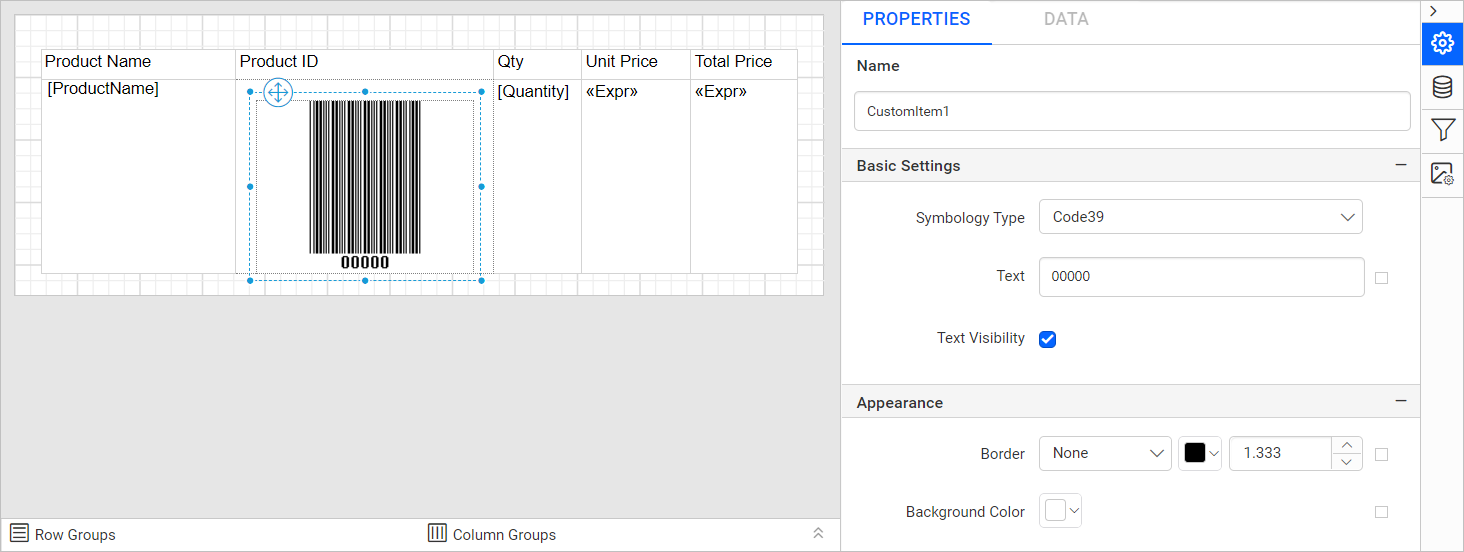 Product Name Product ID Qty Unit Price Total Price
[ProductName] [Quantity] «Expr» «Expr»
00000
Row Groups Column Groups
PROPERTIES DATA
Name
CustomItem1
Basic Settings
Symbology Type Code39
Text 00000
Text Visibility
Appearance
Border None 1.333
Background Color